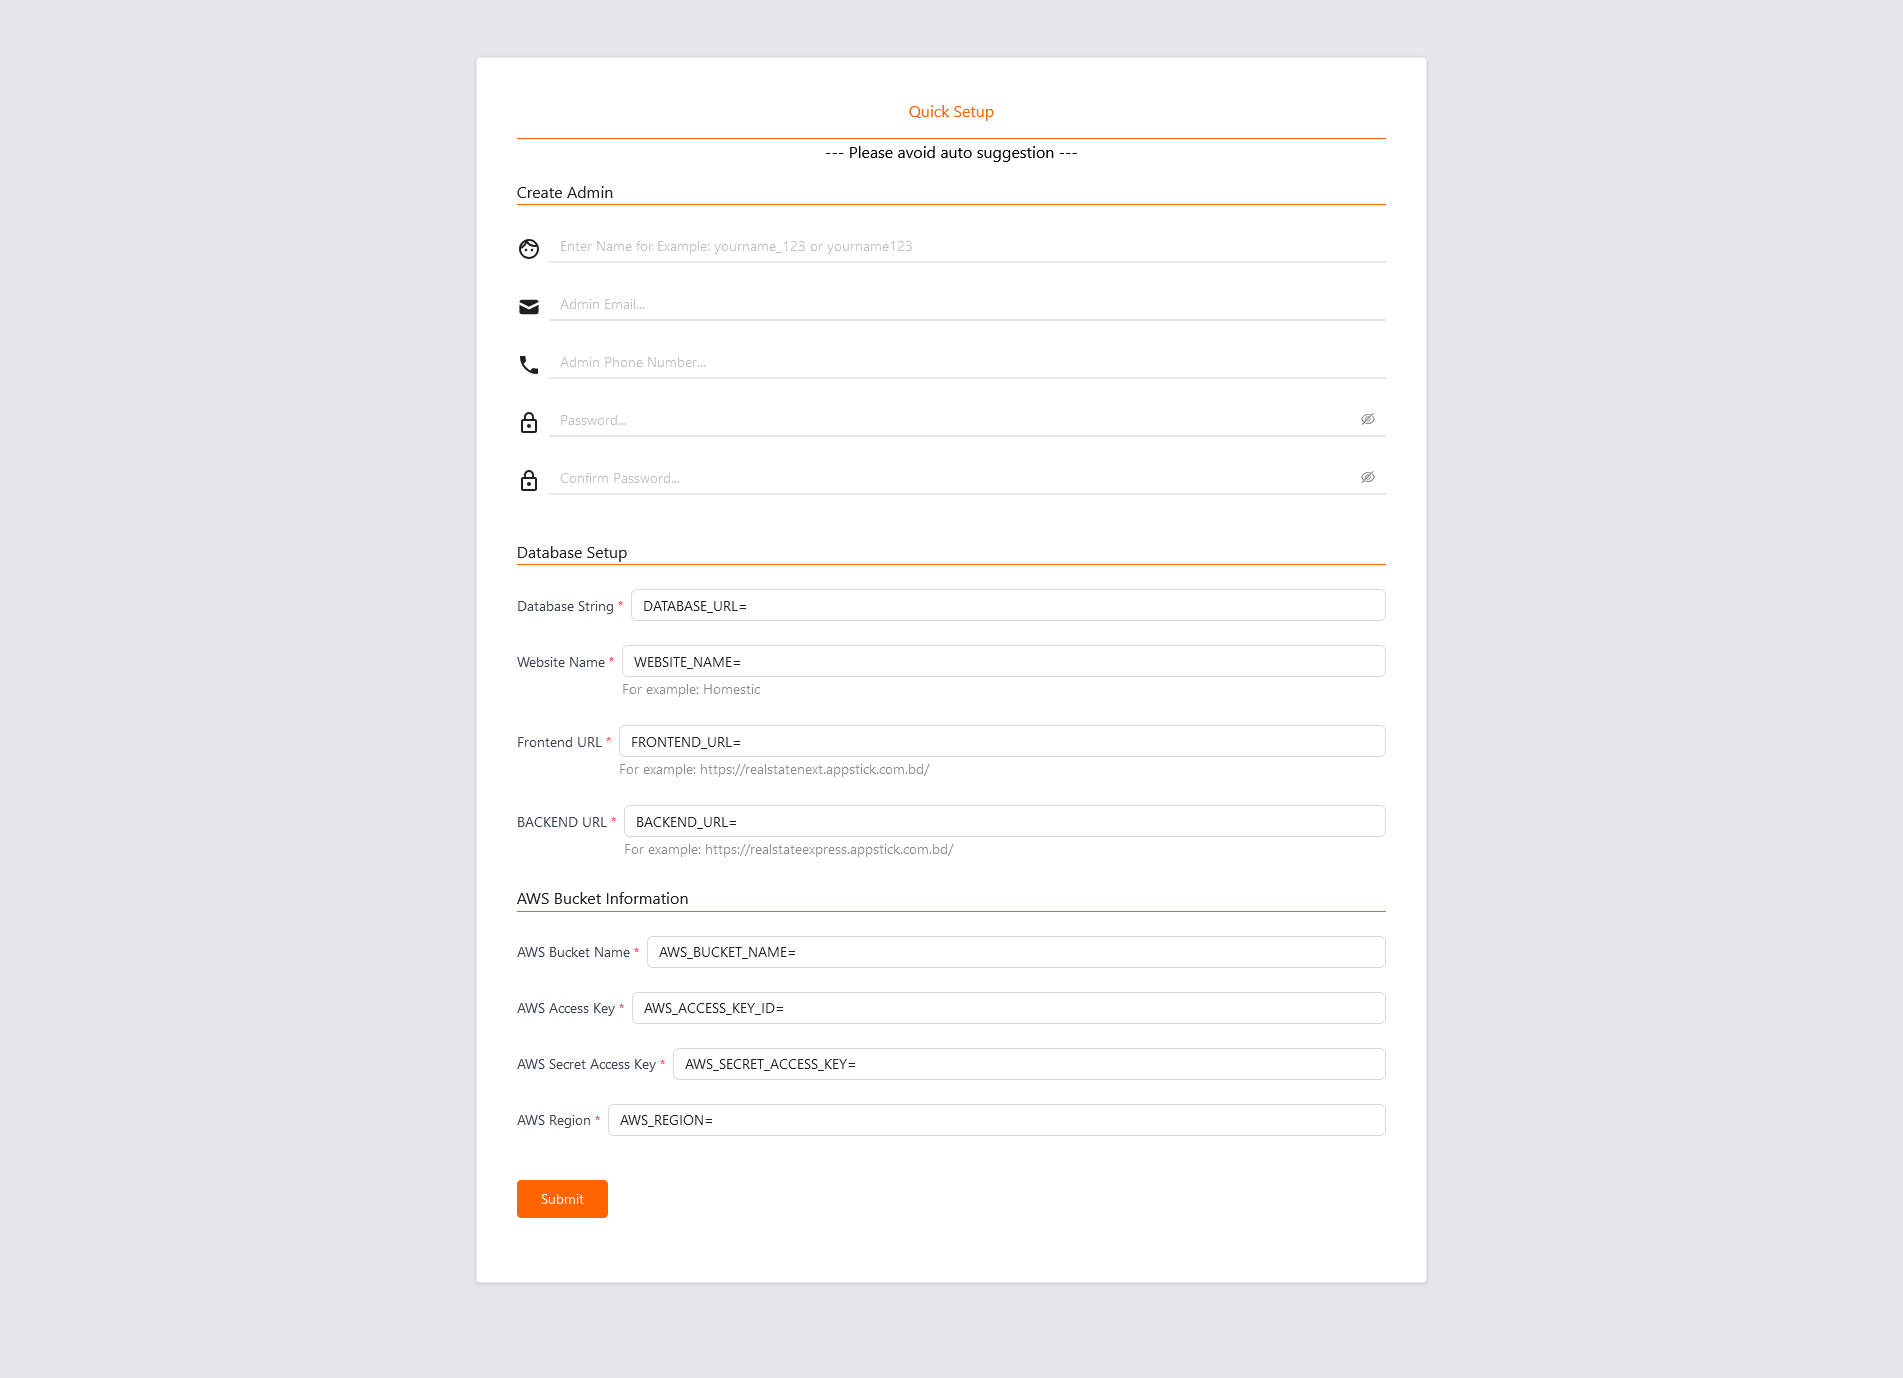 Quick Setup
--- Please avoid auto suggestion ---
Create Admin
Enter Name for Example: yourname_123 or yourname123
Admin Email...
Admin Phone Number...
Password...
Confirm Password...
Database Setup
Database String * DATABASE_URL=
Website Name * WEBSITE_NAME=
For example: Homestic
Frontend URL * FRONTEND_URL=
For example: https://realstatenext.appstick.com.bd/
BACKEND URL * BACKEND_URL=
For example: https://realstateexpress.appstick.com.bd/
AWS Bucket Information
AWS Bucket Name * AWS_BUCKET_NAME=
AWS Access Key * AWS_ACCESS_KEY_ID=
AWS Secret Access Key * AWS_SECRET_ACCESS_KEY=
AWS Region * AWS_REGION=
Submit